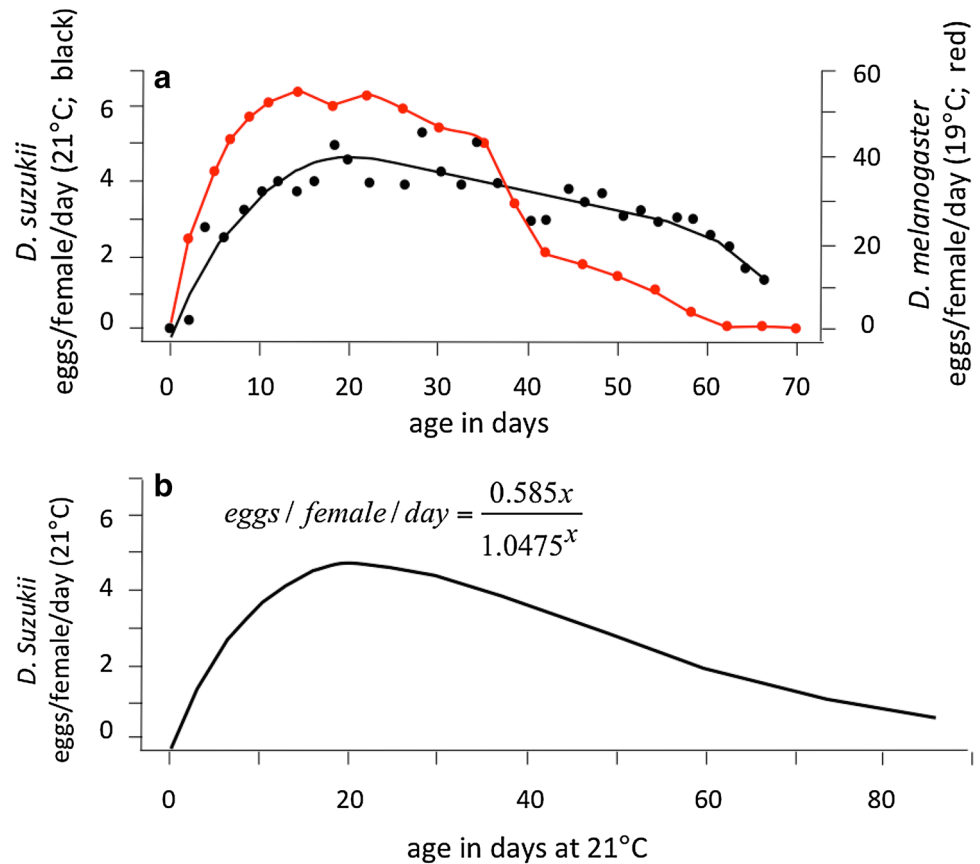 a
D. suzukii
eggs/female/day (21°C; black)
6
4
2
0
60
40
20
0
D. melanogaster
eggs/female/day (19°C; red)
0 10 20 30 40 50 60 70
age in days
b
eggs / female / day = 0.585x
1.0475^x
D. Suzukii
eggs/female/day (21°C)
6
4
2
0
0 20 40 60 80
age in days at 21°C